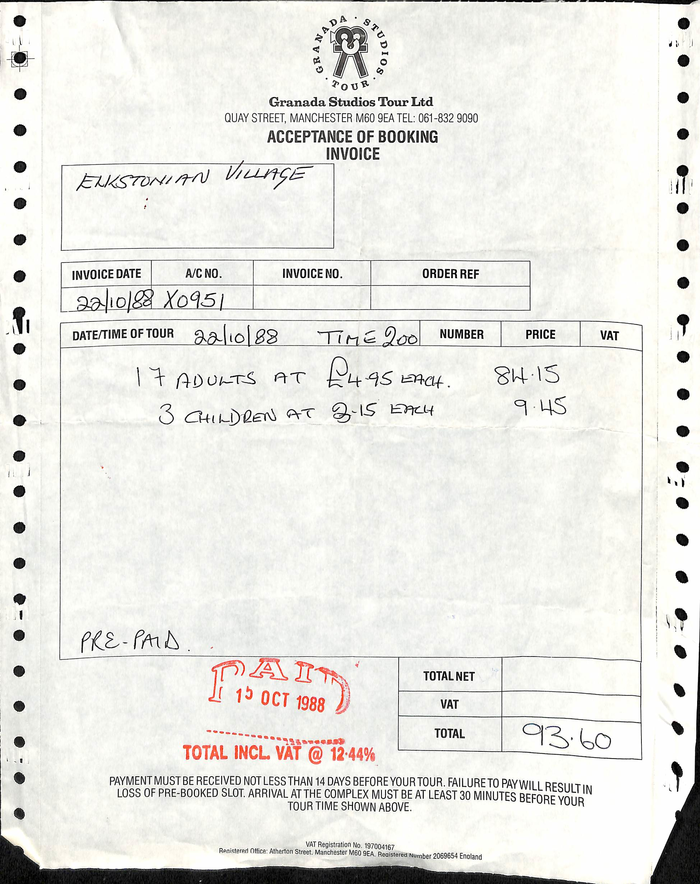 GRANADA · STUDIOS · TOUR ·
Granada Studios Tour Ltd
QUAY STREET, MANCHESTER M60 9EA TEL: 061-832 9090
ACCEPTANCE OF BOOKING
INVOICE
ELKSTONIAN VILLAGE
INVOICE DATE A/C NO. INVOICE NO. ORDER REF
22/10/88 X0951
DATE/TIME OF TOUR 22/10/88 TIME 200 NUMBER PRICE VAT
17 ADULTS AT £4.95 EACH. 84.15
3 CHILDREN AT 3.15 EACH 9.45
PRE-PAID.
PAID
OCT 1988
TOTAL INCL. VAT @ 12.44%
TOTAL NET
VAT
TOTAL 93.60
PAYMENT MUST BE RECEIVED NOT LESS THAN 14 DAYS BEFORE YOUR TOUR. FAILURE TO PAY WILL RESULT IN
LOSS OF PRE-BOOKED SLOT. ARRIVAL AT THE COMPLEX MUST BE AT LEAST 30 MINUTES BEFORE YOUR
TOUR TIME SHOWN ABOVE.
VAT Registration No. 197004167
Registered Office: Atherton Street, Manchester M60 9EA. Registered Number 2069654 England